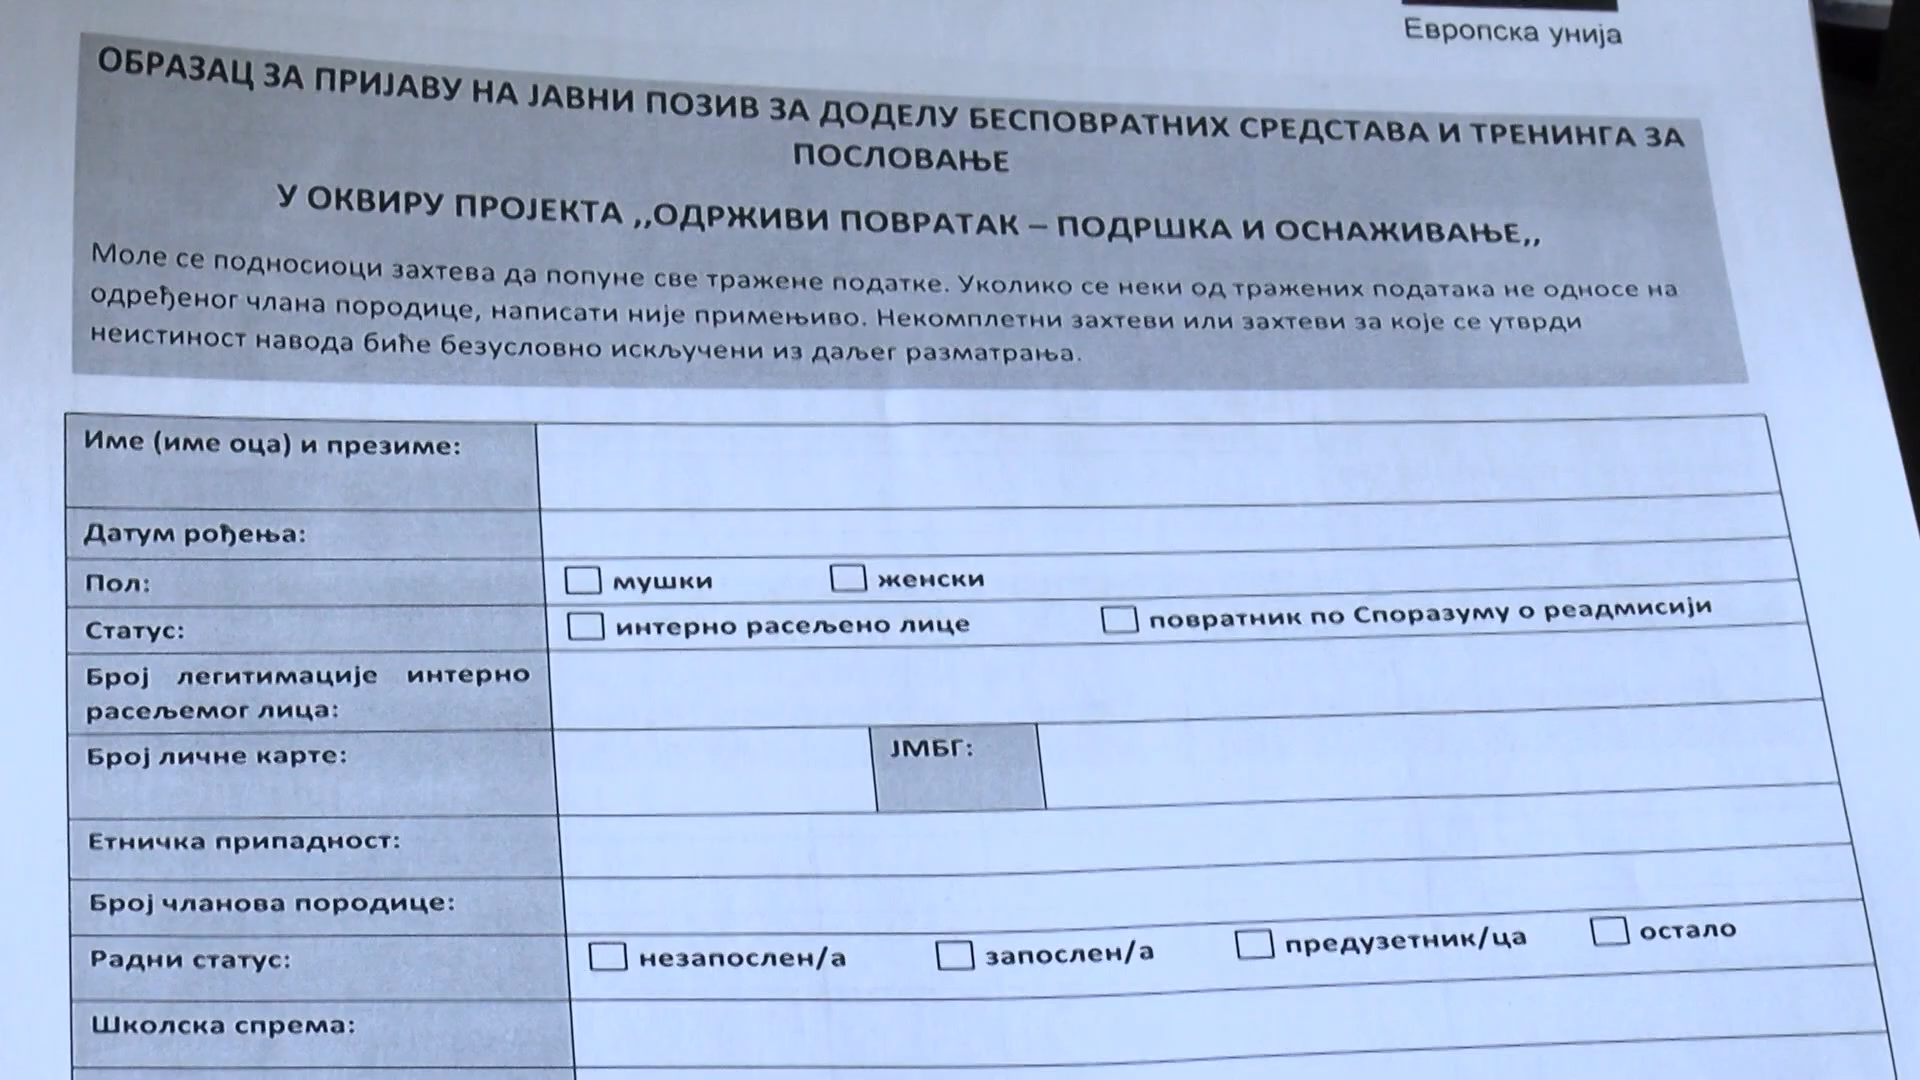 Европска унија
ОБРАЗАЦ ЗА ПРИЈАВУ НА ЈАВНИ ПОЗИВ ЗА ДОДЕЛУ БЕСПОВРАТНИХ СРЕДСТАВА И ТРЕНИНГА ЗА
ПОСЛОВАЊЕ
У ОКВИРУ ПРОЈЕКТА ,,ОДРЖИВИ ПОВРАТАК – ПОДРШКА И ОСНАЖИВАЊЕ,,
Моле се подносиоци захтева да попуне све тражене податке. Уколико се неки од тражених података не односе на
одређеног члана породице, написати није примењиво. Некомплетни захтеви или захтеви за које се утврди
неистиност навода биће безусловно искључени из даљег разматрања.
Име (име оца) и презиме:
Датум рођења:
Пол: мушки женски
Статус: интерно расељено лице повратник по Споразуму о реадмисији
Број легитимације интерно
расељемог лица:
Број личне карте: ЈМБГ:
Етничка припадност:
Број чланова породице:
Радни статус: незапослен/а запослен/а предузетник/ца остало
Школска спрема: